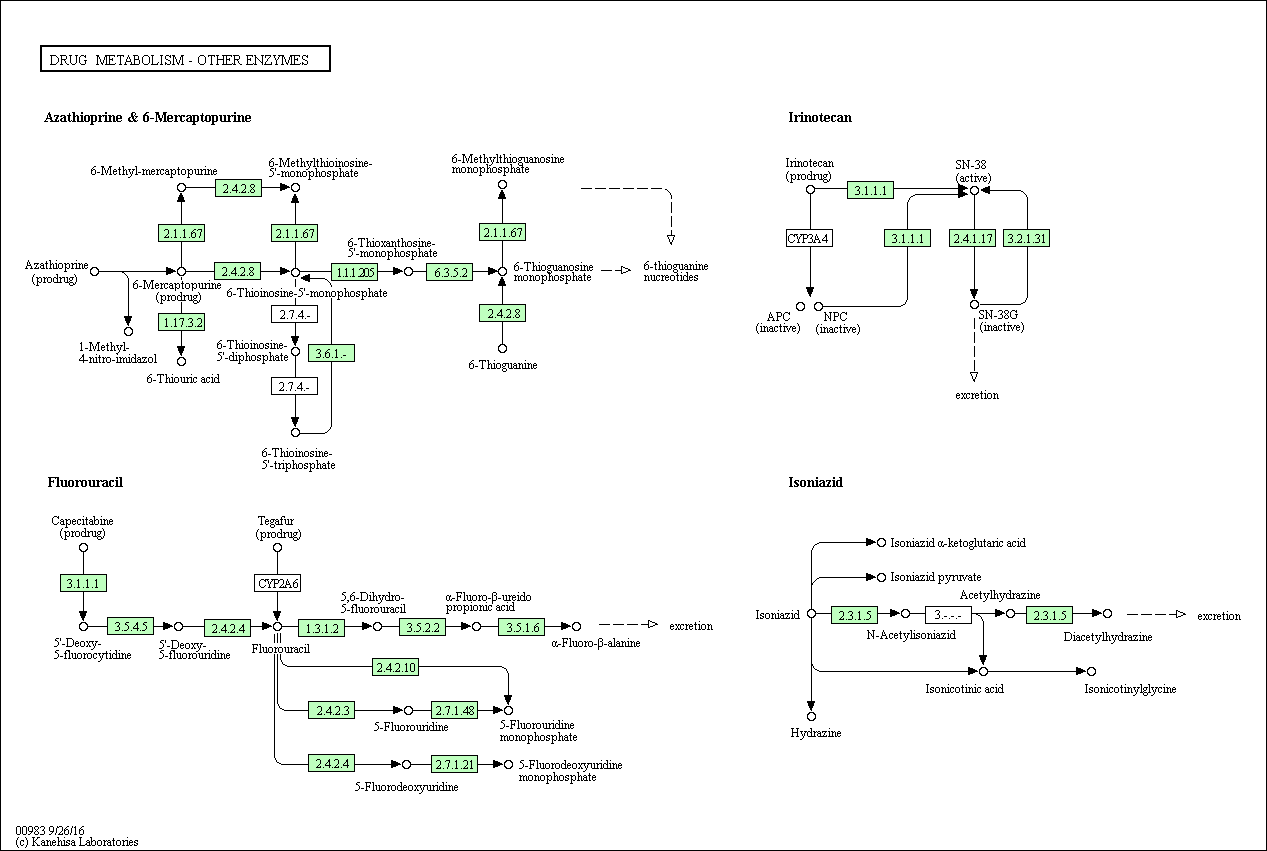 DRUG METABOLISM - OTHER ENZYMES
Azathioprine & 6-Mercaptopurine
6-Methyl-mercaptopurine
2.4.2.8
6-Methylthioinosine-
5'-monophosphate
6-Methylthioguanosine
monophosphate
2.1.1.67
2.1.1.67
2.1.1.67
6-Thioxanthosine-
5'-monophosphate
Azathioprine
(prodrug)
2.4.2.8
1.1.1.205
6.3.5.2
6-Mercaptopurine
(prodrug)
6-Thioinosine-5'-monophosphate
6-Thioguanosine
monophosphate
6-thioguanine
nucreotides
1.17.3.2
2.7.4.-
2.4.2.8
1-Methyl-
4-nitro-imidazol
6-Thioinosine-
5'-diphosphate
3.6.1.-
6-Thiouric acid
2.7.4.-
6-Thioguanine
6-Thioinosine-
5'-triphosphate
Irinotecan
Irinotecan
(prodrug)
3.1.1.1
SN-38
(active)
CYP3A4
3.1.1.1
2.4.1.17
3.2.1.31
APC
(inactive)
NPC
(inactive)
SN-38G
(inactive)
excretion
Fluorouracil
Capecitabine
(prodrug)
Tegafur
(prodrug)
3.1.1.1
CYP2A6
3.5.4.5
2.4.2.4
1.3.1.2
5,6-Dihydro-
5-fluorouracil
3.5.2.2
α-Fluoro-β-ureido
propionic acid
3.5.1.6
excretion
5'-Deoxy-
5-fluorocytidine
5'-Deoxy-
5-fluorouridine
Fluorouracil
α-Fluoro-β-alanine
2.4.2.10
2.4.2.3
2.7.1.48
5-Fluorouridine
5-Fluorouridine
monophosphate
2.4.2.4
2.7.1.21
5-Fluorodeoxyuridine
5-Fluorodeoxyuridine
monophosphate
Isoniazid
Isoniazid α-ketoglutaric acid
Isoniazid pyruvate
Acetylhydrazine
Isoniazid
2.3.1.5
3.-.-.-
2.3.1.5
excretion
N-Acetylisoniazid
Diacetylhydrazine
Isonicotinic acid
Isonicotinylglycine
Hydrazine
00983 9/26/16
(c) Kanehisa Laboratories